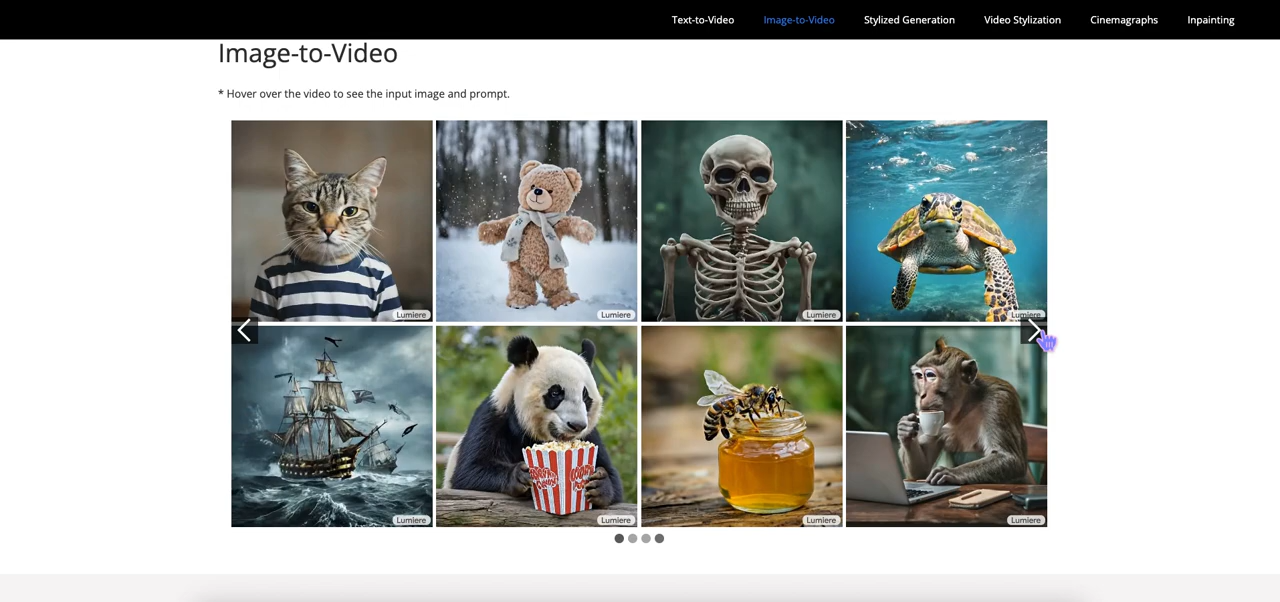 Text-to-Video Image-to-Video Stylized Generation Video Stylization Cinemagraphs Inpainting
Image-to-Video
* Hover over the video to see the input image and prompt.
Lumiere Lumiere Lumiere Lumiere
Lumiere Lumiere Lumiere Lumiere